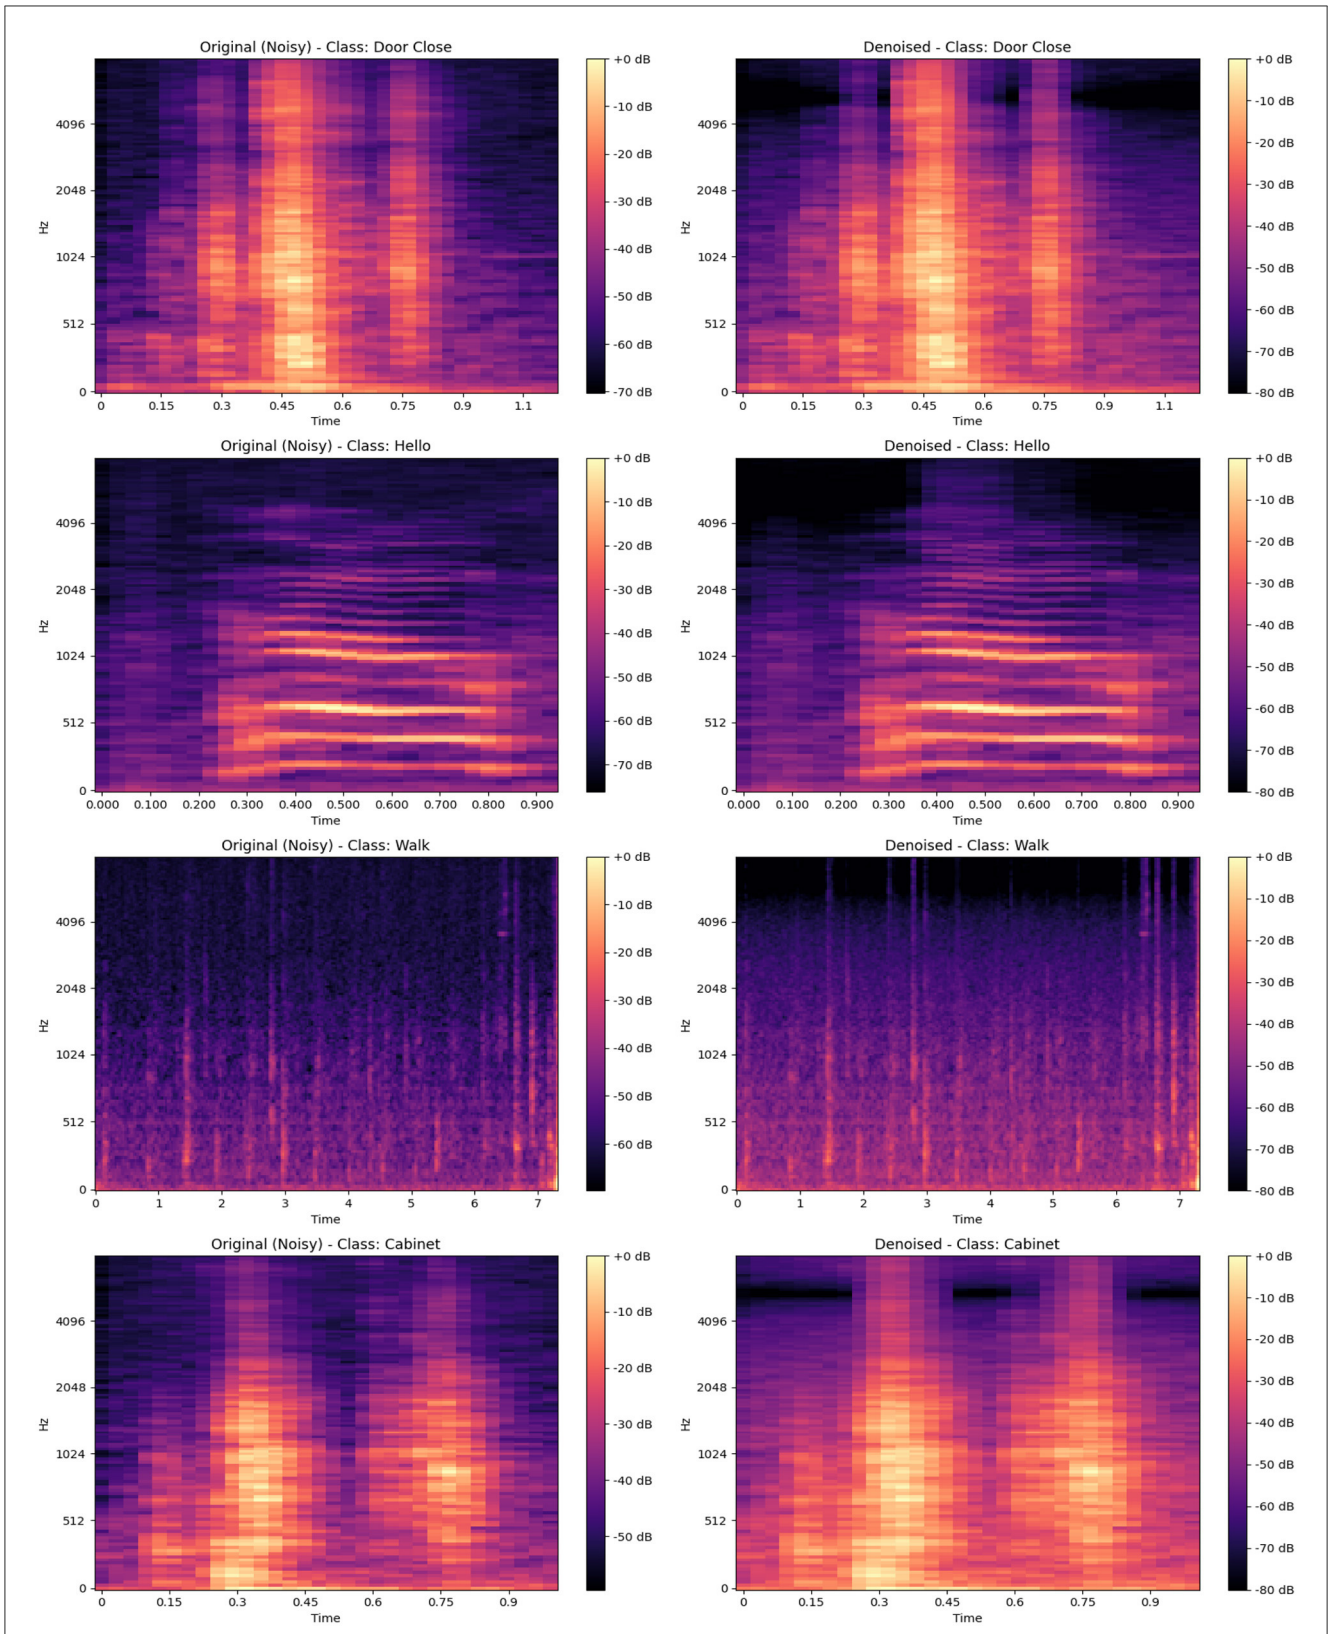 Original (Noisy) - Class: Door Close
Hz
4096
2048
1024
512
0
0 0.15 0.3 0.45 0.6 0.75 0.9 1.1
Time
+0 dB
-10 dB
-20 dB
-30 dB
-40 dB
-50 dB
-60 dB
-70 dB
Denoised - Class: Door Close
Hz
4096
2048
1024
512
0
0 0.15 0.3 0.45 0.6 0.75 0.9 1.1
Time
+0 dB
-10 dB
-20 dB
-30 dB
-40 dB
-50 dB
-60 dB
-70 dB
-80 dB
Original (Noisy) - Class: Hello
Hz
4096
2048
1024
512
0
0.000 0.100 0.200 0.300 0.400 0.500 0.600 0.700 0.800 0.900
Time
+0 dB
-10 dB
-20 dB
-30 dB
-40 dB
-50 dB
-60 dB
-70 dB
Denoised - Class: Hello
Hz
4096
2048
1024
512
0
0.000 0.100 0.200 0.300 0.400 0.500 0.600 0.700 0.800 0.900
Time
+0 dB
-10 dB
-20 dB
-30 dB
-40 dB
-50 dB
-60 dB
-70 dB
-80 dB
Original (Noisy) - Class: Walk
Hz
4096
2048
1024
512
0
0 1 2 3 4 5 6 7
Time
+0 dB
-10 dB
-20 dB
-30 dB
-40 dB
-50 dB
-60 dB
Denoised - Class: Walk
Hz
4096
2048
1024
512
0
0 1 2 3 4 5 6 7
Time
+0 dB
-10 dB
-20 dB
-30 dB
-40 dB
-50 dB
-60 dB
-70 dB
-80 dB
Original (Noisy) - Class: Cabinet
Hz
4096
2048
1024
512
0
0 0.15 0.3 0.45 0.6 0.75 0.9
Time
+0 dB
-10 dB
-20 dB
-30 dB
-40 dB
-50 dB
Denoised - Class: Cabinet
Hz
4096
2048
1024
512
0
0 0.15 0.3 0.45 0.6 0.75 0.9
Time
+0 dB
-10 dB
-20 dB
-30 dB
-40 dB
-50 dB
-60 dB
-70 dB
-80 dB